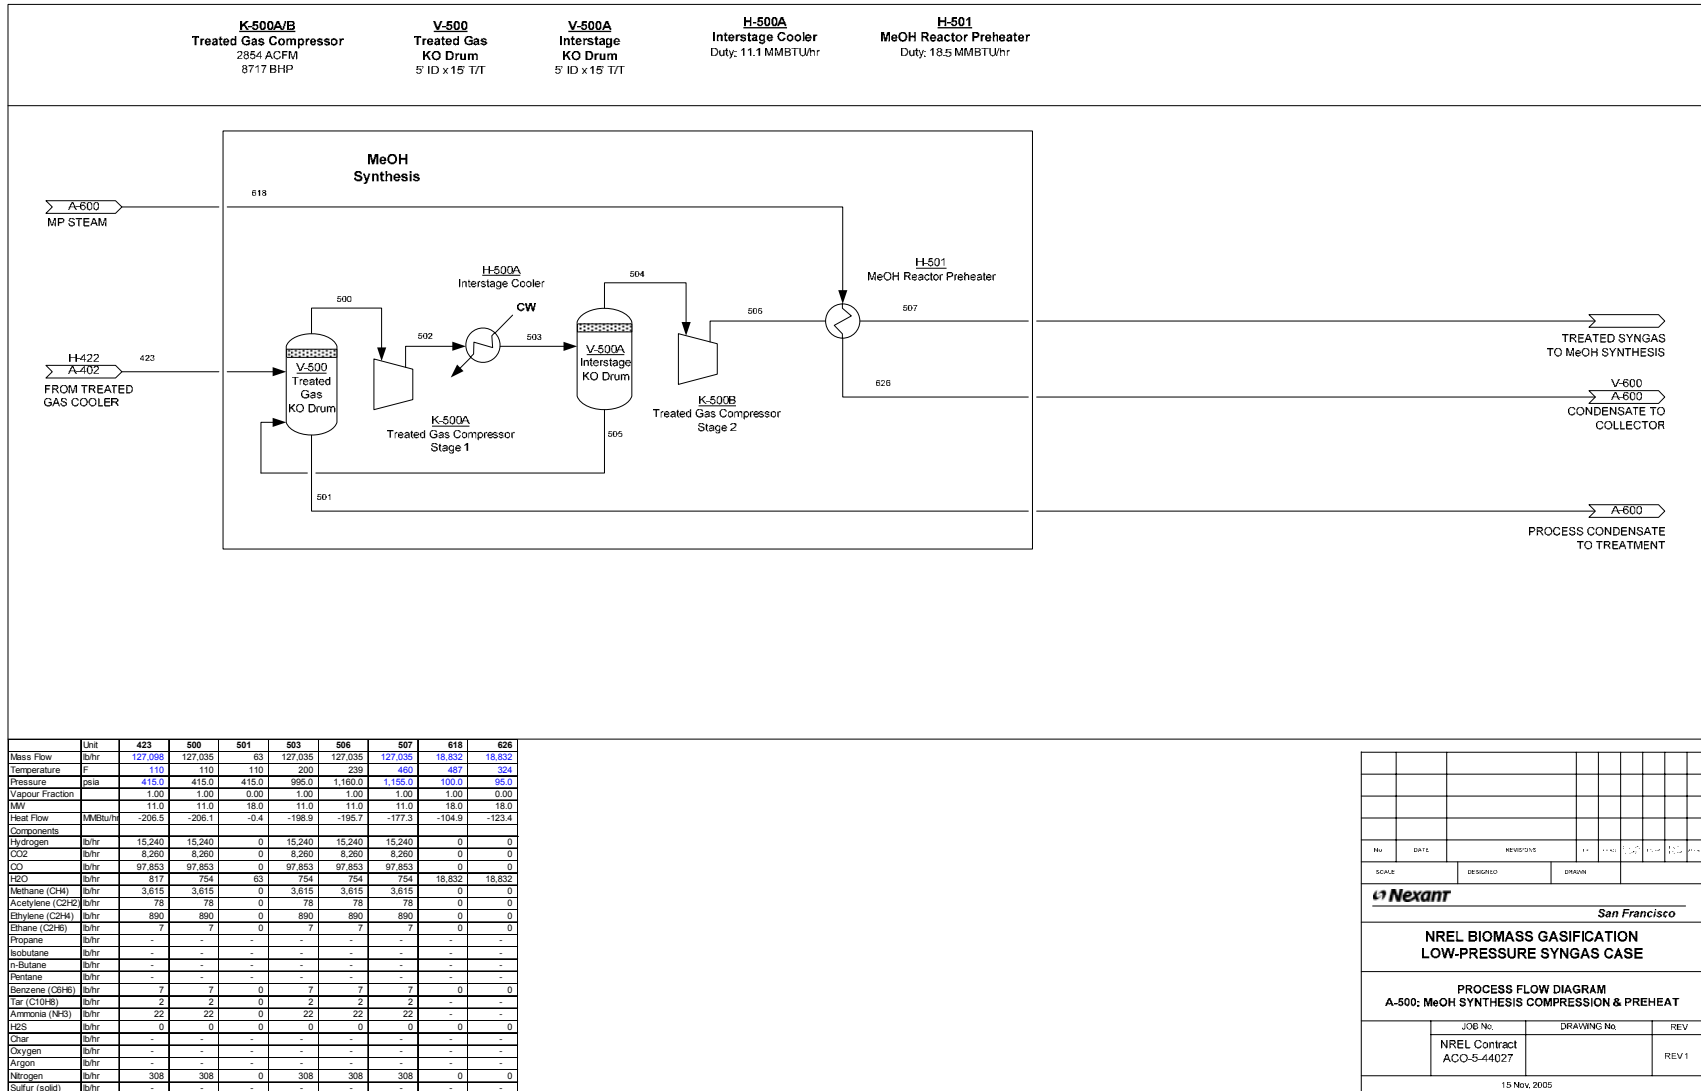 K-500A/B
Treated Gas Compressor
2854 ACFM
8717 BHP
V-500
Treated Gas
KO Drum
5' ID x 15' T/T
V-500A
Interstage
KO Drum
5' ID x 15' T/T
H-500A
Interstage Cooler
Duty: 11.1 MMBTU/hr
H-501
MeOH Reactor Preheater
Duty: 18.5 MMBTU/hr
MeOH
Synthesis
618
A-600
MP STEAM
H-500A
Interstage Cooler
CW
504
H-501
MeOH Reactor Preheater
500
502
503
506
507
TREATED SYNGAS
TO MeOH SYNTHESIS
H-422
A-402
423
FROM TREATED
GAS COOLER
V-500
Treated
Gas
KO Drum
V-500A
Interstage
KO Drum
K-500A
Treated Gas Compressor
Stage 1
K-500B
Treated Gas Compressor
Stage 2
505
626
V-600
A-600
CONDENSATE TO
COLLECTOR
501
A-600
PROCESS CONDENSATE
TO TREATMENT
Unit 423 500 501 503 506 507 618 626
Mass Flow lb/hr 127,098 127,035 63 127,035 127,035 127,035 18,832 18,832
Temperature F 110 110 110 200 239 460 487 324
Pressure psia 415.0 415.0 415.0 995.0 1,160.0 1,155.0 100.0 95.0
Vapour Fraction 1.00 1.00 0.00 1.00 1.00 1.00 1.00 0.00
MW 11.0 11.0 18.0 11.0 11.0 11.0 18.0 18.0
Heat Flow MMBtu/hr -206.5 -206.1 -0.4 -198.9 -195.7 -177.3 -104.9 -123.4
Components
Hydrogen lb/hr 15,240 15,240 0 15,240 15,240 15,240 0 0
CO2 lb/hr 8,260 8,260 0 8,260 8,260 8,260 0 0
CO lb/hr 97,853 97,853 0 97,853 97,853 97,853 0 0
H2O lb/hr 817 754 63 754 754 754 18,832 18,832
Methane (CH4) lb/hr 3,615 3,615 0 3,615 3,615 3,615 0 0
Acetylene (C2H2) lb/hr 78 78 0 78 78 78 0 0
Ethylene (C2H4) lb/hr 890 890 0 890 890 890 0 0
Ethane (C2H6) lb/hr 7 7 0 7 7 7 0 0
Propane lb/hr - - - - - - - -
Isobutane lb/hr - - - - - - - -
n-Butane lb/hr - - - - - - - -
Pentane lb/hr - - - - - - - -
Benzene (C6H6) lb/hr 7 7 0 7 7 7 0 0
Tar (C10H8) lb/hr 2 2 0 2 2 2 - -
Ammonia (NH3) lb/hr 22 22 0 22 22 22 - -
H2S lb/hr 0 0 0 0 0 0 0 0
Char lb/hr - - - - - - - -
Oxygen lb/hr - - - - - - - -
Argon lb/hr - - - - - - - -
Nitrogen lb/hr 308 308 0 308 308 308 0 0
Sulfur (solid) lb/hr - - - - - - - -
No DATE REVISIONS
SCALE DESIGNED DRAWN
Nexant
San Francisco
NREL BIOMASS GASIFICATION
LOW-PRESSURE SYNGAS CASE
PROCESS FLOW DIAGRAM
A-500: MeOH SYNTHESIS COMPRESSION & PREHEAT
JOB No. DRAWING No. REV
NREL Contract
ACO-5-44027
REV 1
15 Nov, 2005